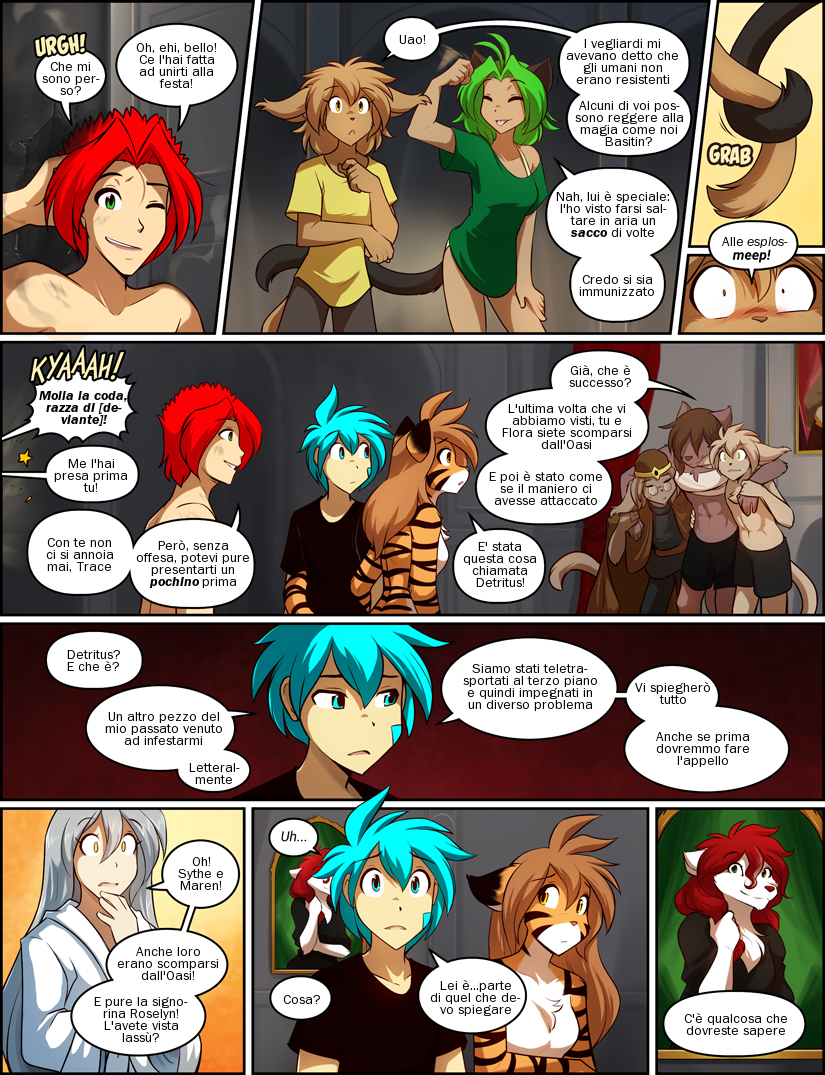 URGH!
Che mi
sono per-
so?
Oh, ehi, bello!
Ce l'hai fatta
ad unirti alla
festa!
Uao!
I vegliardi mi
avevano detto che
gli umani non
erano resistenti
Alcuni di voi pos-
sono reggere alla
magia come noi
Basitin?
Nah, lui è speciale:
l'ho visto farsi sal-
tare in aria un
sacco di volte
Credo si sia
immunizzato
GRAB
Alle esplos-
meep!
KYAAAH!
Molla la coda,
razza di [de-
viante]!
Me l'hai
presa prima
tu!
Con te non
ci si annoia
mai, Trace
Però, senza
offesa, potevi pure
presentarti un
pochino prima
Già, che è
successo?
L'ultima volta che vi
abbiamo visti, tu e
Flora siete scomparsi
dall'Oasi
E poi è stato come
se il maniero ci
avesse attaccato
E' stata
questa cosa
chiamata
Detritus!
Detritus?
E che è?
Un altro pezzo del
mio passato venuto
ad infestarmi
Letteral-
mente
Siamo stati teletra-
sportati al terzo piano
e quindi impegnati in
un diverso problema
Vi spiegherò
tutto
Anche se prima
dovremmo fare
l'appello
Oh!
Sythe e
Maren!
Anche loro
erano scomparsi
dall'Oasi!
E pure la signo-
rina Roselyn!
L'avete vista
lassù?
Uh...
Cosa?
Lei è...parte
di quel che de-
vo spiegare
C'è qualcosa che
dovreste sapere